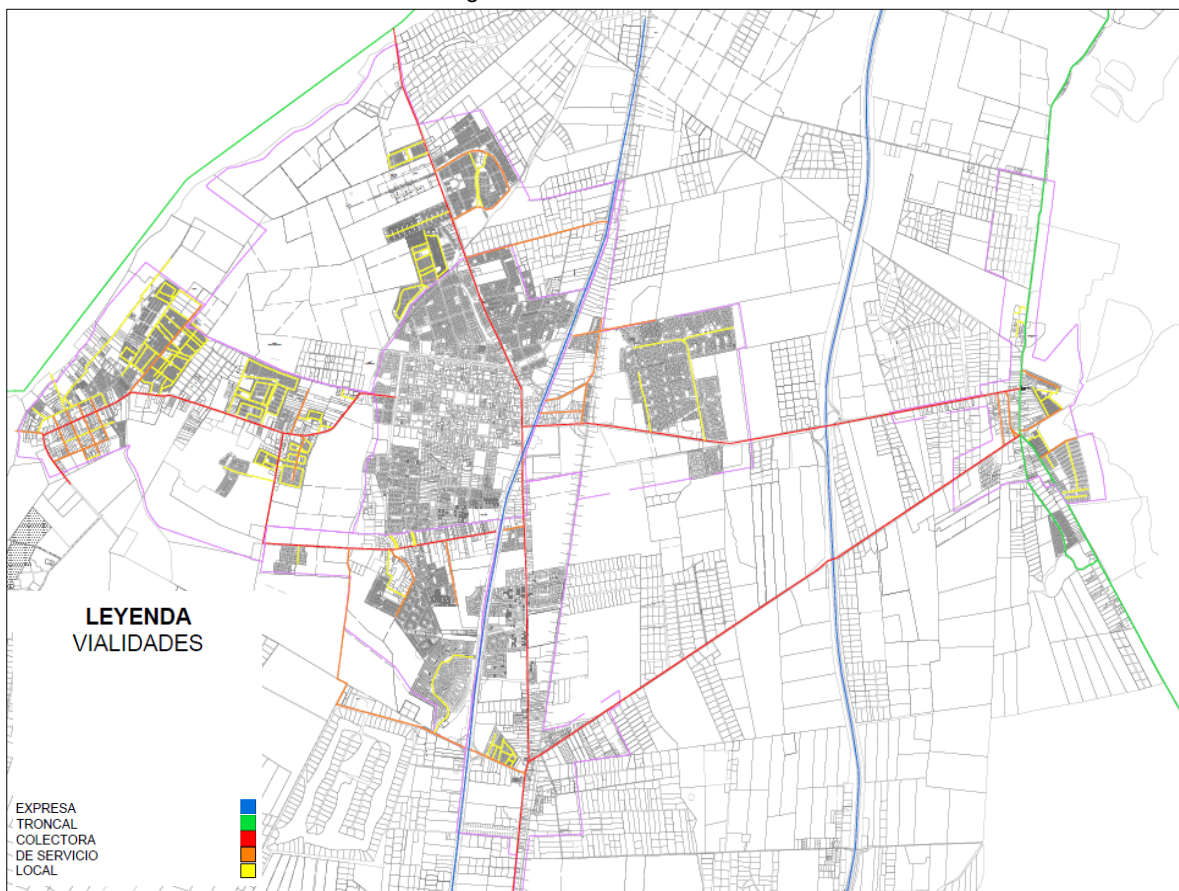 LEYENDA
VIALIDADES
EXPRESA
TRONCAL
COLECTORA
DE SERVICIO
LOCAL